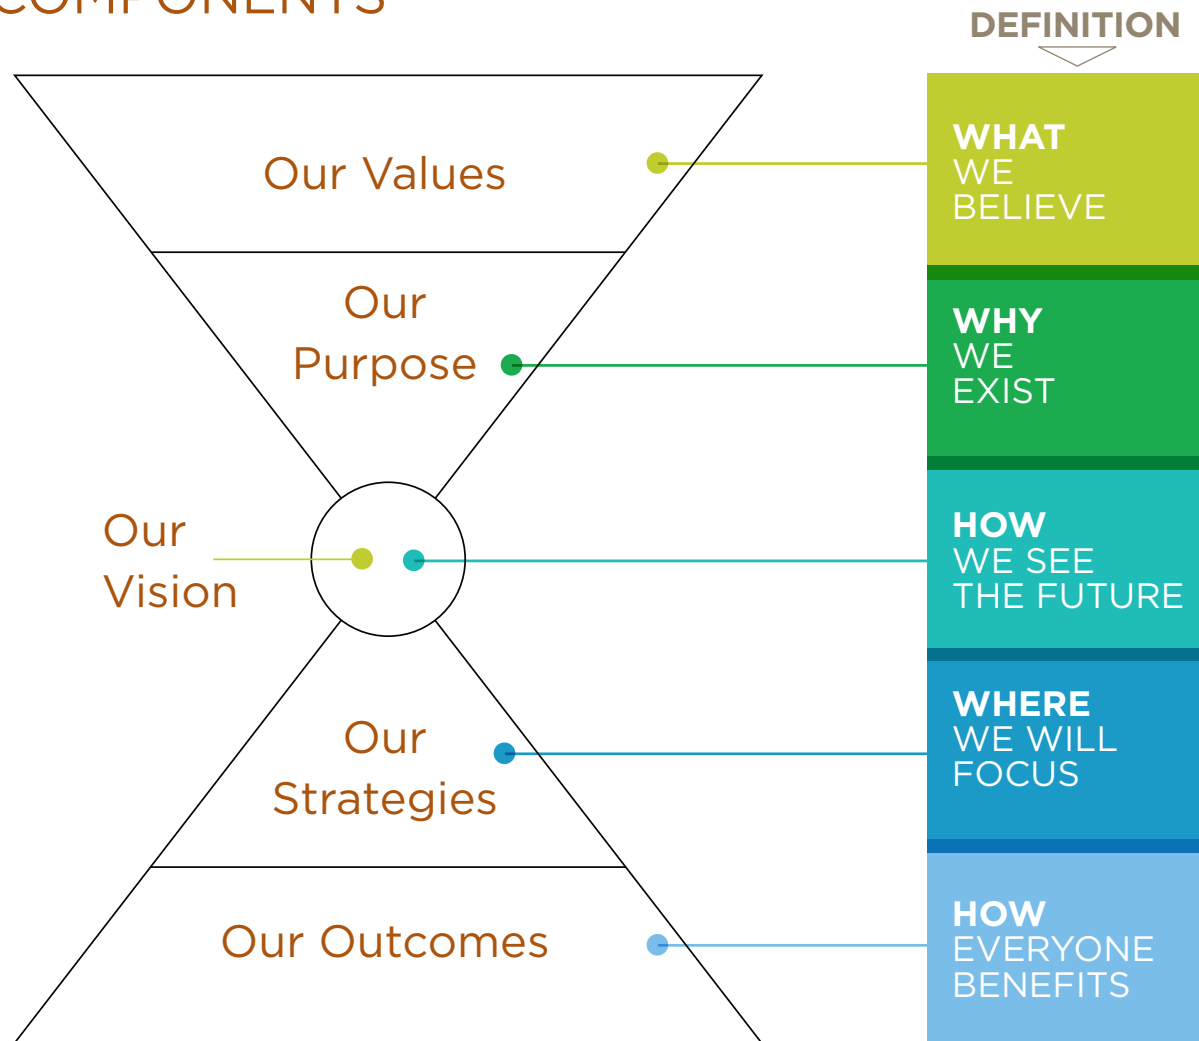 COMPONENTS
DEFINITION
Our Values
WHAT
WE
BELIEVE
Our
Purpose
WHY
WE
EXIST
Our
Vision
HOW
WE SEE
THE FUTURE
Our
Strategies
WHERE
WE WILL
FOCUS
Our Outcomes
HOW
EVERYONE
BENEFITS